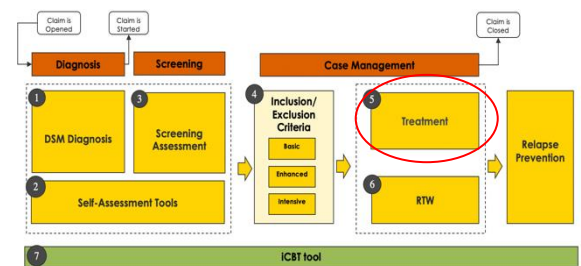 Claim is
Opened
Claim is
Started
Claim is
Closed
Diagnosis
Screening
Case Management
1
DSM Diagnosis
3
Screening
Assessment
2
Self-Assessment Tools
4
Inclusion/
Exclusion
Criteria
Basic
Enhanced
Intensive
5
Treatment
6
RTW
Relapse
Prevention
7
iCBT tool